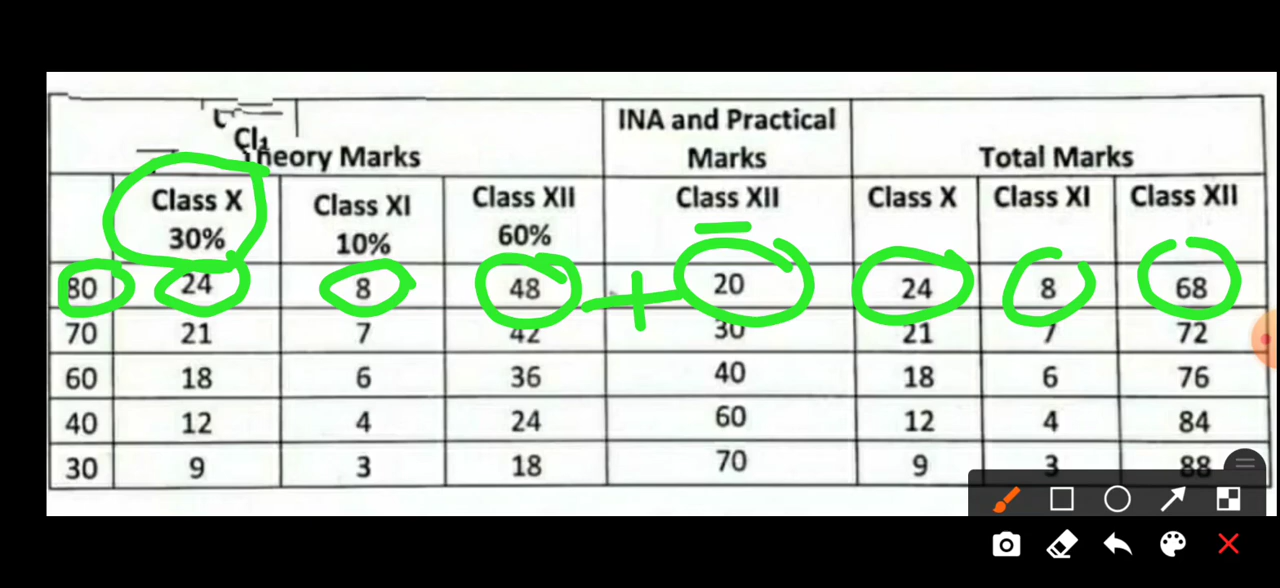 Theory Marks
INA and Practical Marks
Total Marks
Class X 30%
Class XI 10%
Class XII 60%
Class XII
Class X
Class XI
Class XII
80 24 8 48 + 20 24 8 68
70 21 7 42 30 21 7 72
60 18 6 36 40 18 6 76
40 12 4 24 60 12 4 84
30 9 3 18 70 9 3 88